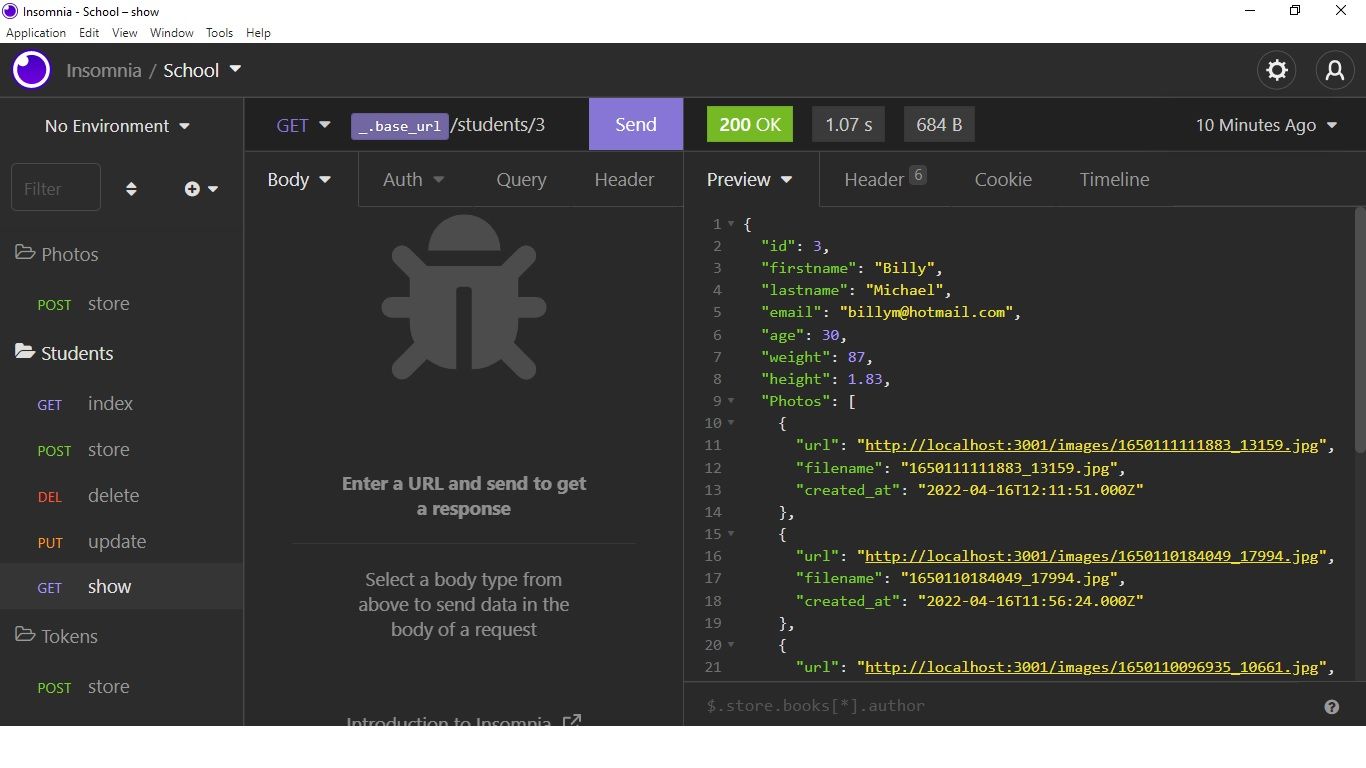 Insomnia - School – show
Application Edit View Window Tools Help
Insomnia / School
No Environment
Filter
Photos
POST store
Students
GET index
POST store
DEL delete
PUT update
GET show
Tokens
POST store
GET _.base_url/students/3 Send
Body Auth Query Header
Enter a URL and send to get
a response
Select a body type from
above to send data in the
body of a request
Introduction to Insomnia
200 OK 1.07 s 684 B 10 Minutes Ago
Preview Header 6 Cookie Timeline
1 {
2 "id": 3,
3 "firstname": "Billy",
4 "lastname": "Michael",
5 "email": "billym@hotmail.com",
6 "age": 30,
7 "weight": 87,
8 "height": 1.83,
9 "Photos": [
10 {
11 "url": "http://localhost:3001/images/1650111111883_13159.jpg",
12 "filename": "1650111111883_13159.jpg",
13 "created_at": "2022-04-16T12:11:51.000Z"
14 },
15 {
16 "url": "http://localhost:3001/images/1650110184049_17994.jpg",
17 "filename": "1650110184049_17994.jpg",
18 "created_at": "2022-04-16T11:56:24.000Z"
19 },
20 {
21 "url": "http://localhost:3001/images/1650110096935_10661.jpg",
$.store.books[*].author